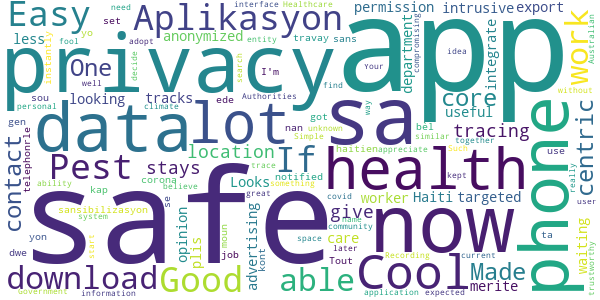 Easy
Aplikasyon
permission
intrusive
export
privacy
app
less
anonymized
set
travay
sans
interface
Healthcare
need
adopt
yo
fool
entity
instantly
department
compromising
integrate
work
Your
idea
Australian
One
looking
I'm
well
decide
search
personal
tracks
climate
Authorities
core
useful
without
data
lot
sa
sou
ede
find
way
gen
nan
unknown
got
bel
similar
together
contact
telephonrle
Pest
stays
location
Simple
haitien
appreciate
Such
tracing
use
really
phone
centric
user
If
health
ability
kap
corona
believe
trace
notified
something
kept
safe
now
sansibilizasyon
system
Looks
worker
Haiti
targeted
waiting
trustworthy
yon
se
opinion
plis
advertising
great
covid
give
name
community
care
space
Recording
current
ta
dwe
start
moun
job
kont
later
Tout
application
expected
merite
download
Government
information
Good
able
Cool
Made